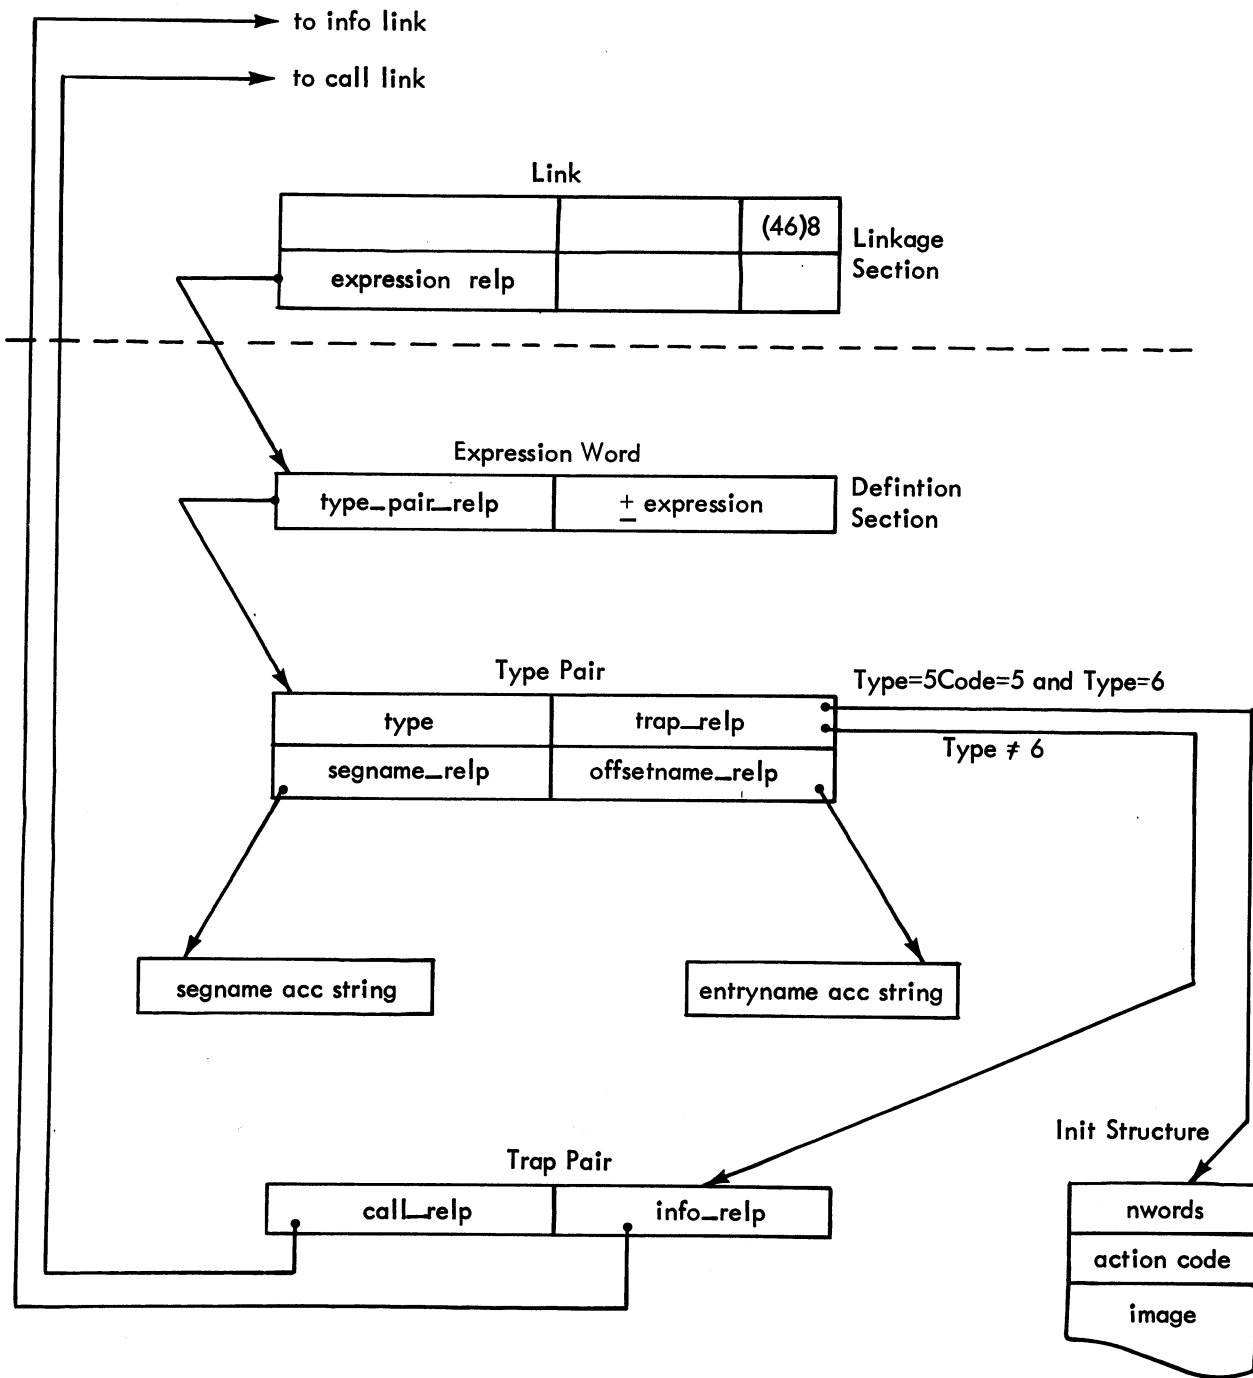 to info link
to call link
Link
(46)8
Linkage
Section
expression relp
Expression Word
type_pair_relp
± expression
Defintion
Section
Type Pair
Type=5Code=5 and Type=6
type
trap_relp
Type ≠ 6
segname_relp
offsetname_relp
segname acc string
entryname acc string
Init Structure
Trap Pair
call_relp
info_relp
nwords
action code
image